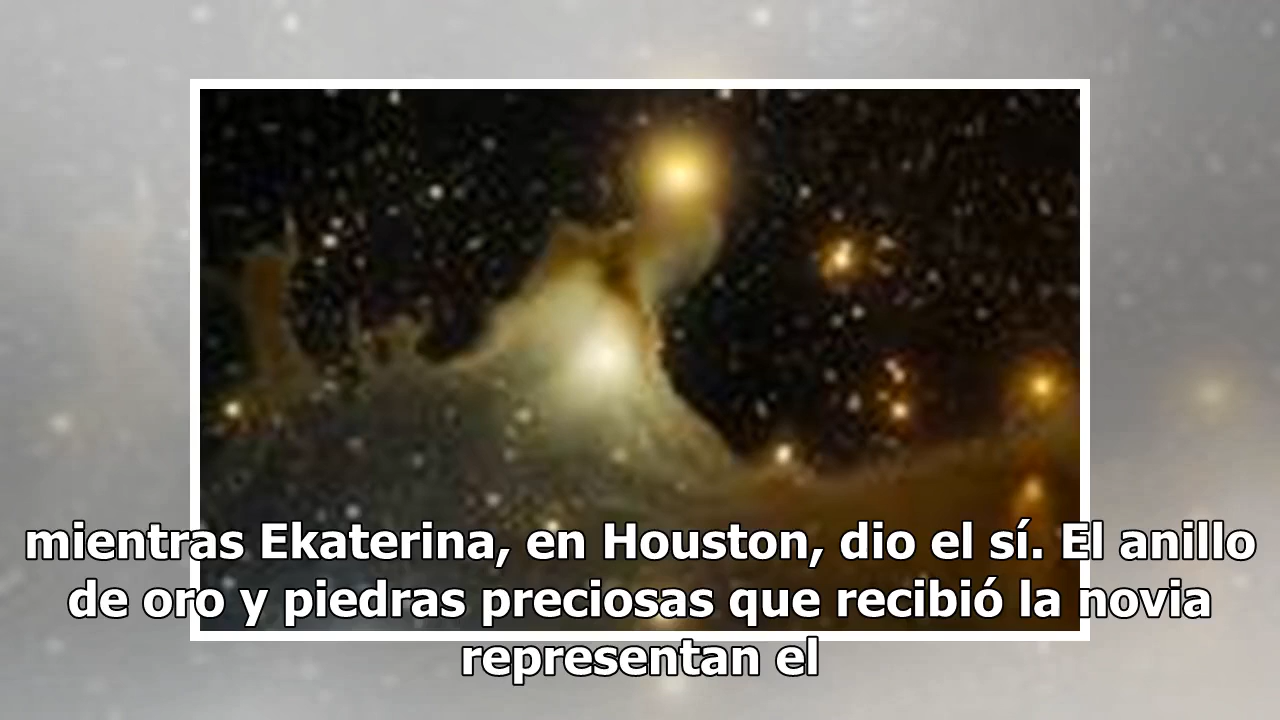 mientras Ekaterina, en Houston, dio el sí. El anillo
de oro y piedras preciosas que recibió la novia
representan el